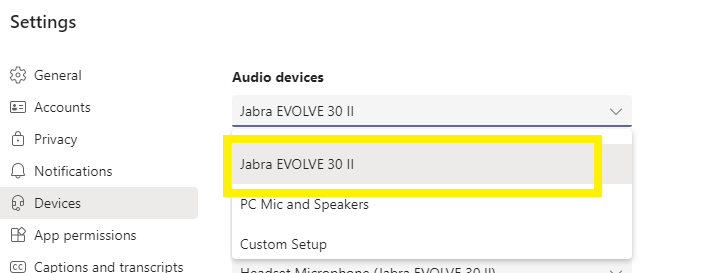 Settings
General
Accounts
Privacy
Notifications
Devices
App permissions
Captions and transcripts
Audio devices
Jabra EVOLVE 30 II
Jabra EVOLVE 30 II
PC Mic and Speakers
Custom Setup
Headset Microphone (Jabra EVOLVE 30 II)